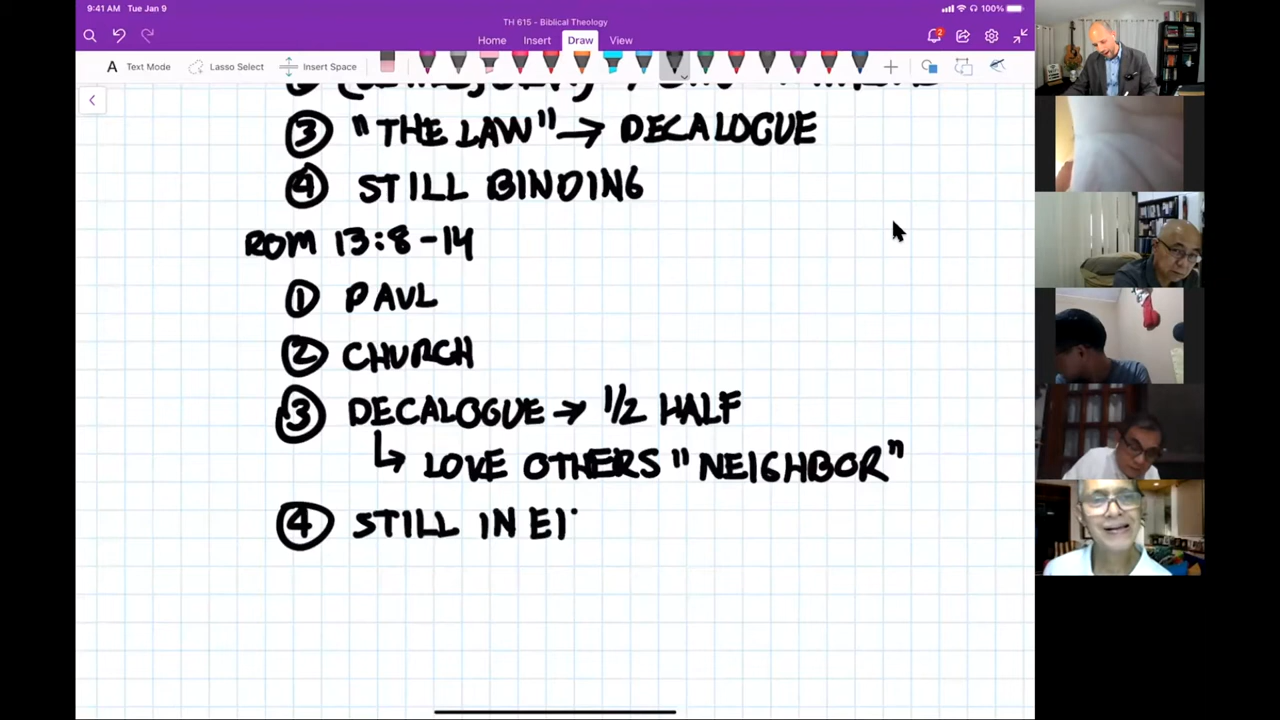 9:41 AM Tue Jan 9
100%
TH 615 - Biblical Theology
Home Insert Draw View
2
A Text Mode Lasso Select Insert Space
③ "THE LAW" → DECALOGUE
④ STILL BINDING
ROM 13:8-14
① PAUL
② CHURCH
③ DECALOGUE → 1/2 HALF
↳ LOVE OTHERS "NEIGHBOR"
④ STILL IN